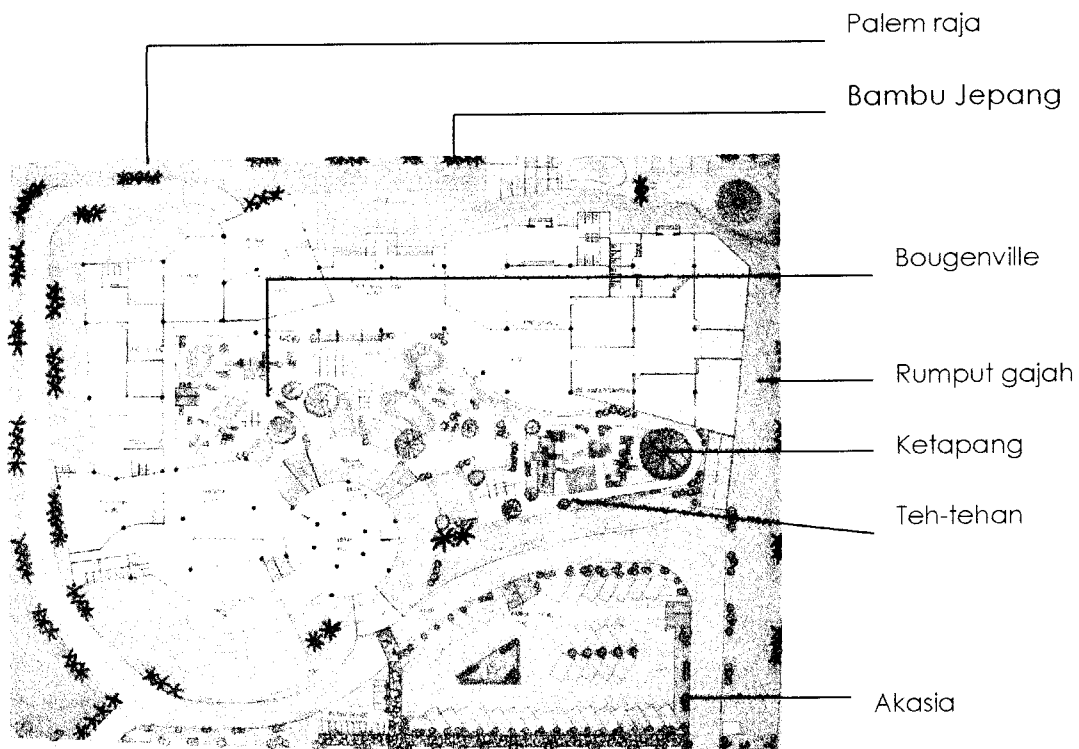 Palem raja
Bambu Jepang
Bougenville
Rumput gajah
Ketapang
Teh-tehan
Akasia